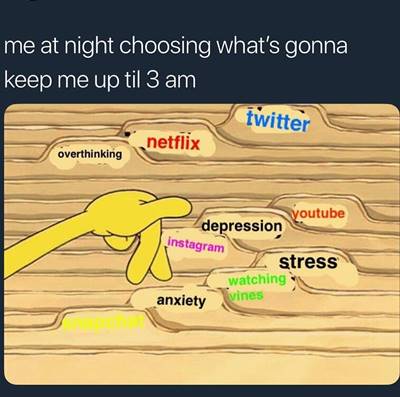 me at night choosing what's gonna
keep me up til 3 am
twitter
netflix
overthinking
youtube
depression
instagram
stress
watching
vines
anxiety
snapchat